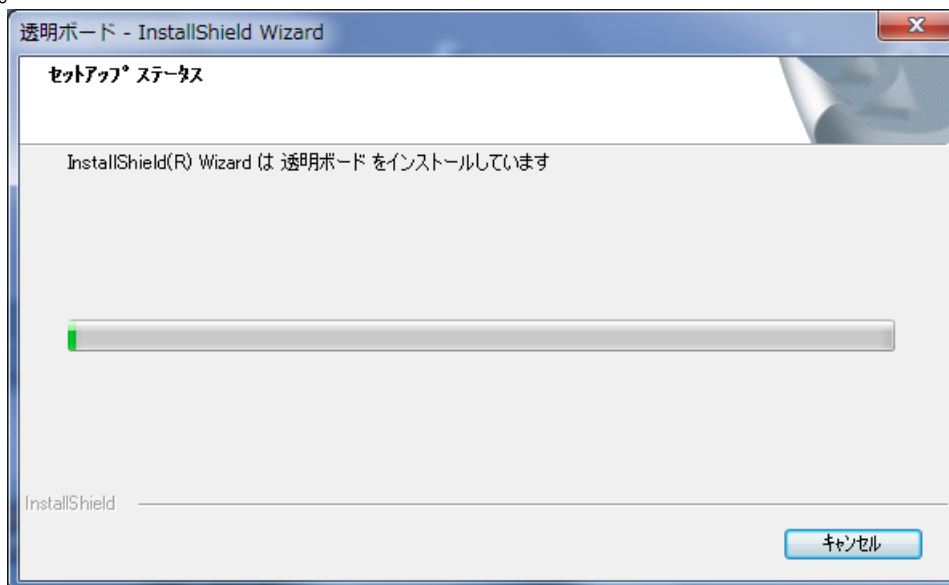 透明ボード - InstallShield Wizard
セットアップ ステータス
InstallShield(R) Wizard は 透明ボード をインストールしています
InstallShield
キャンセル